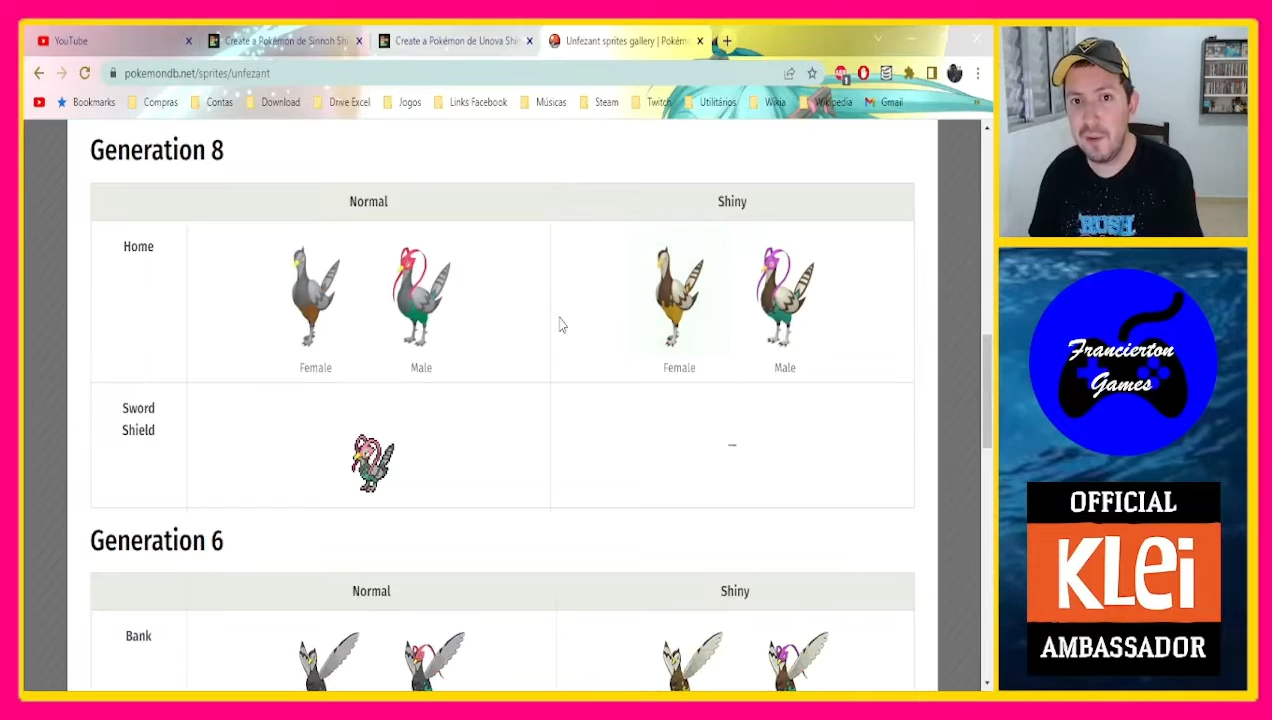 YouTube
Create a Pokémon de Sinnoh Shi
Create a Pokémon de Unova Shi
Unfezant sprites gallery | Pokém
pokemondb.net/sprites/unfezant
Bookmarks
Compras
Contas
Download
Drive Excel
Jogos
Links Facebook
Músicas
Steam
Twitch
Utilitários
Wikia
Wikipedia
Gmail
Generation 8
Normal
Shiny
Home
Female
Male
Female
Male
Sword
Shield
–
Generation 6
Normal
Shiny
Bank
RUSH
Francierton
Games
OFFICIAL
KLei
AMBASSADOR